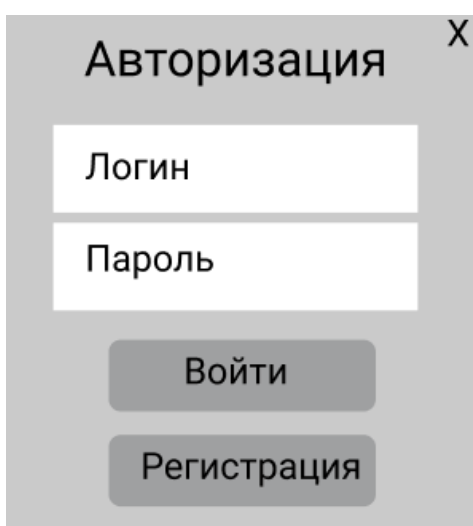 X
Авторизация
Логин
Пароль
Войти
Регистрация